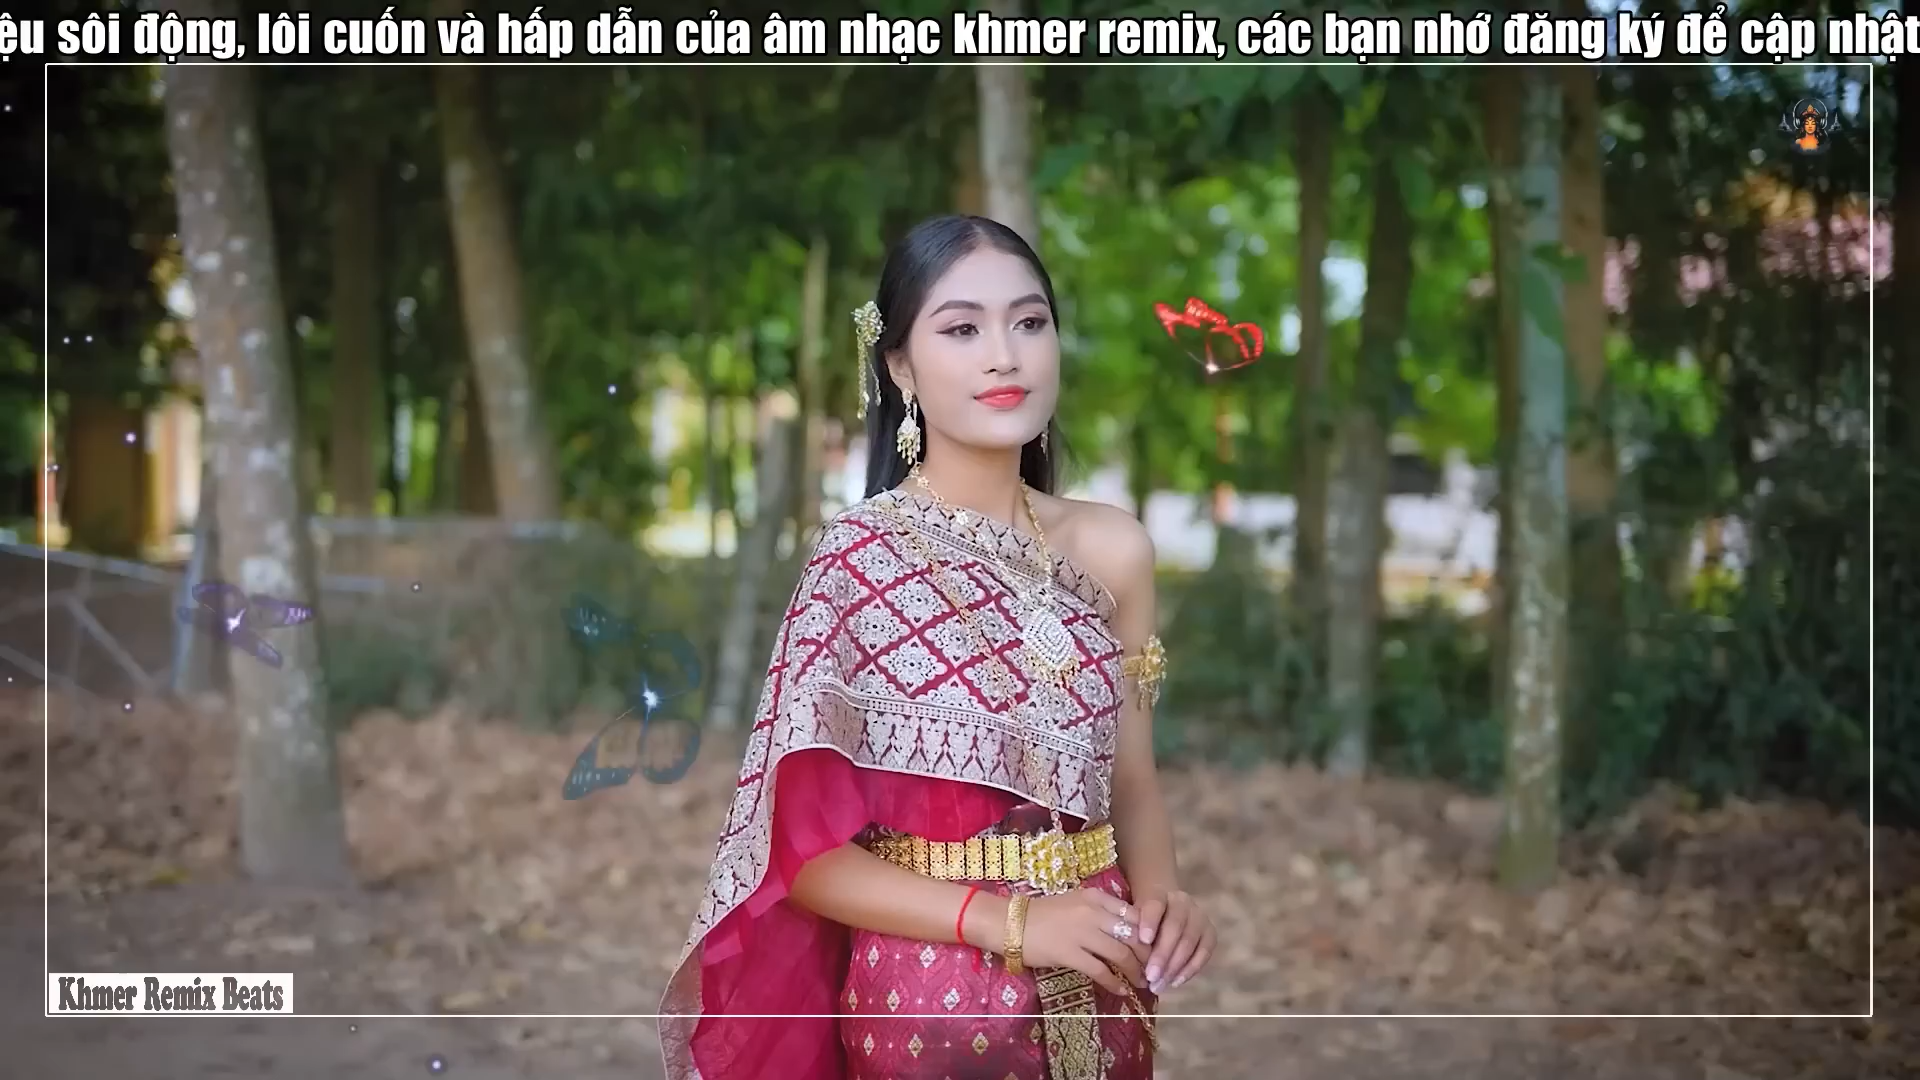 sôi động, lôi cuốn và hấp dẫn của âm nhạc khmer remix, các bạn nhớ đăng ký để cập nhật
Khmer Remix Beats